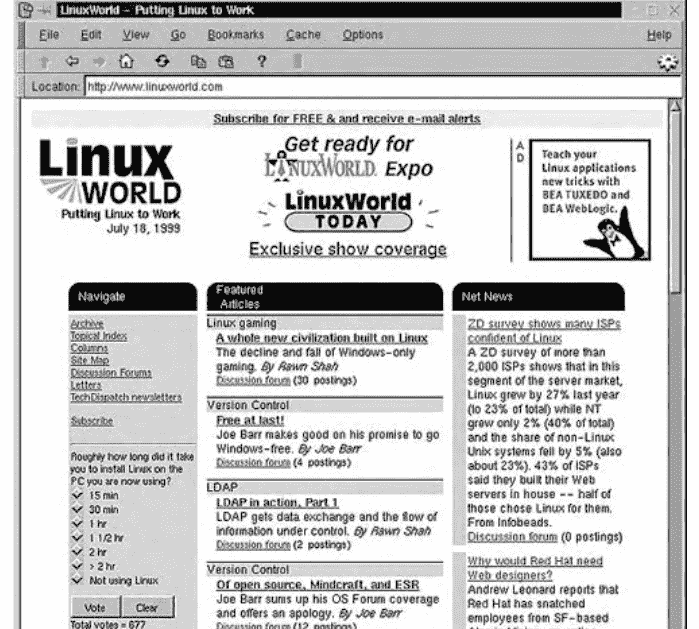 LinuxWorld - Putting Linux to Work
File Edit View Go Bookmarks Cache Options Help
Location: http://www.linuxworld.com
Subscribe for FREE & and receive e-mail alerts
Linux
WORLD
Putting Linux to Work
July 18, 1999
Get ready for
LINUXWORLD Expo
LinuxWorld
TODAY
Exclusive show coverage
AD
Teach your
Linux applications
new tricks with
BEA TUXEDO and
BEA WebLogic.
Navigate
Archive
Topical Index
Columns
Site Map
Discussion Forums
Letters
TechDispatch newsletters
Subscribe
Roughly how long did it take
you to install Linux on the
PC you are now using?
15 min
30 min
1 hr
1 1/2 hr
2 hr
> 2 hr
Not using Linux
Vote Clear
Total votes = 677
Featured
Articles
Linux gaming
A whole new civilization built on Linux
The decline and fall of Windows-only
gaming. By Rawn Shah
Discussion forum (30 postings)
Version Control
Free at last!
Joe Barr makes good on his promise to go
Windows-free. By Joe Barr
Discussion forum (4 postings)
LDAP
LDAP in action, Part 1
LDAP gets data exchange and the flow of
information under control. By Rawn Shah
Discussion forum (2 postings)
Version Control
Of open source, Mindcraft, and ESR
Joe Barr sums up his OS Forum coverage
and offers an apology. By Joe Barr
Discussion forum (12 postings)
Net News
ZD survey shows many ISPs
confident of Linux
A ZD survey of more than
2,000 ISPs shows that in this
segment of the server market,
Linux grew by 27% last year
(to 23% of total) while NT
grew only 2% (40% of total)
and the share of non-Linux
Unix systems fell by 5% (also
about 23%). 43% of ISPs
said they built their Web
servers in house -- half of
those chose Linux for them.
From Infobeads.
Discussion forum (0 postings)
Why would Red Hat need
Web designers?
Andrew Leonard reports that
Red Hat has snatched
employees from SF-based